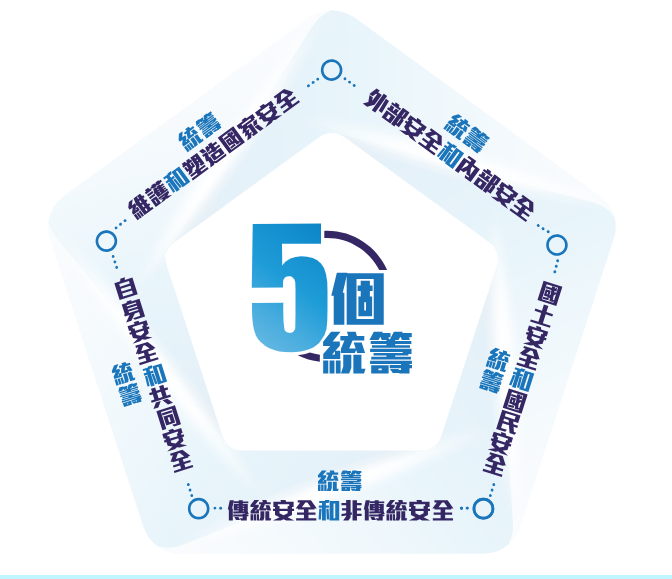 5個
統籌
統籌
外部安全和內部安全
統籌
國土安全和國民安全
統籌
傳統安全和非傳統安全
統籌
自身安全和共同安全
統籌
維護和塑造國家安全